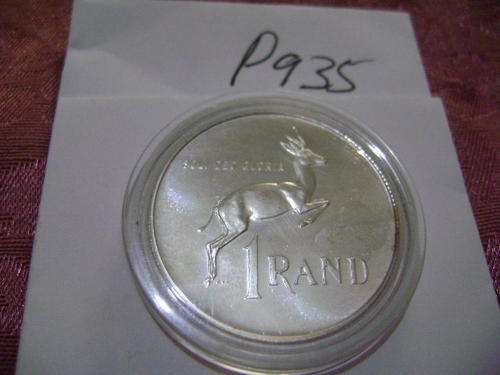 P935
SOLI DEO GLORIA
1 RAND